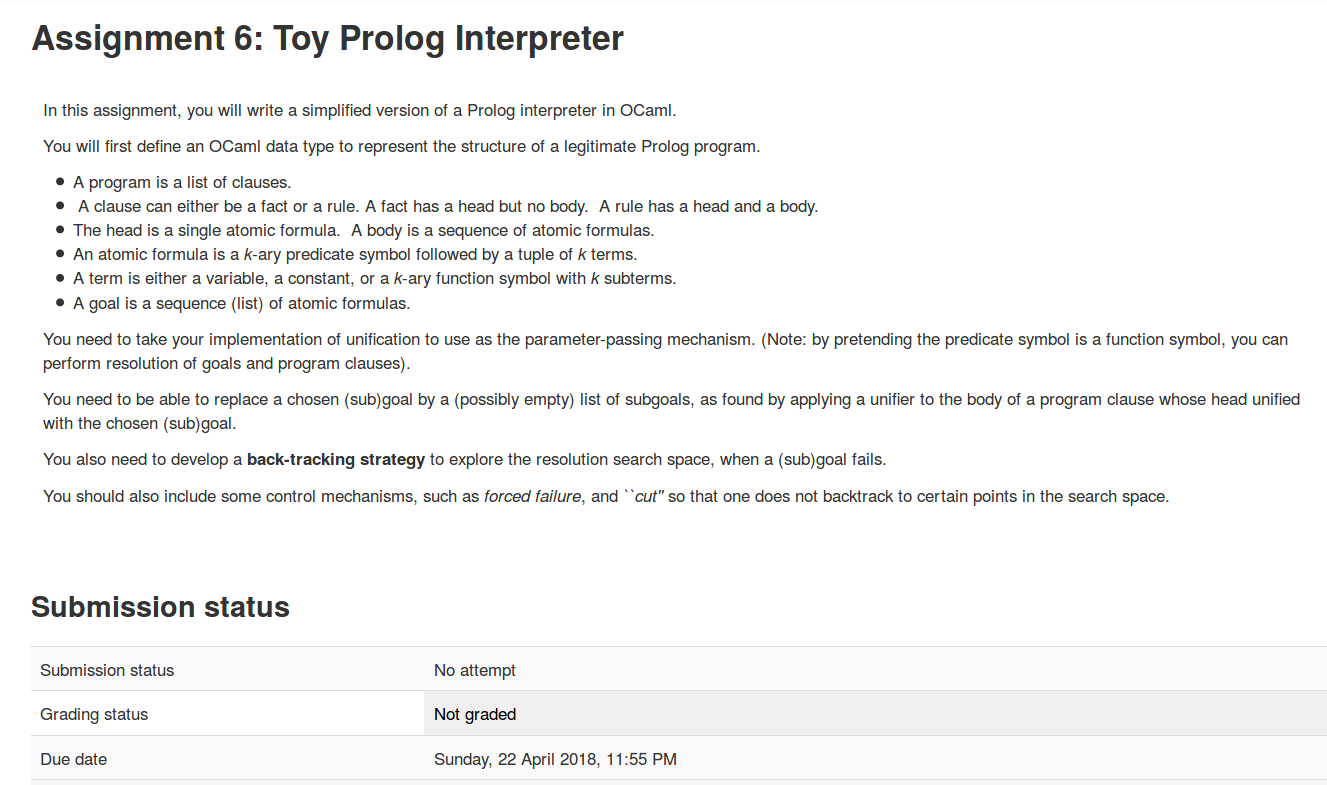 Assignment 6: Toy Prolog Interpreter
In this assignment, you will write a simplified version of a Prolog interpreter in OCaml.
You will first define an OCaml data type to represent the structure of a legitimate Prolog program.
A program is a list of clauses.
A clause can either be a fact or a rule. A fact has a head but no body.  A rule has a head and a body.
The head is a single atomic formula.  A body is a sequence of atomic formulas.
An atomic formula is a k-ary predicate symbol followed by a tuple of k terms.
A term is either a variable, a constant, or a k-ary function symbol with k subterms.
A goal is a sequence (list) of atomic formulas.
You need to take your implementation of unification to use as the parameter-passing mechanism. (Note: by pretending the predicate symbol is a function symbol, you can
perform resolution of goals and program clauses).
You need to be able to replace a chosen (sub)goal by a (possibly empty) list of subgoals, as found by applying a unifier to the body of a program clause whose head unified
with the chosen (sub)goal.
You also need to develop a back-tracking strategy to explore the resolution search space, when a (sub)goal fails.
You should also include some control mechanisms, such as forced failure, and ``cut" so that one does not backtrack to certain points in the search space.
Submission status
Submission status No attempt
Grading status Not graded
Due date Sunday, 22 April 2018, 11:55 PM